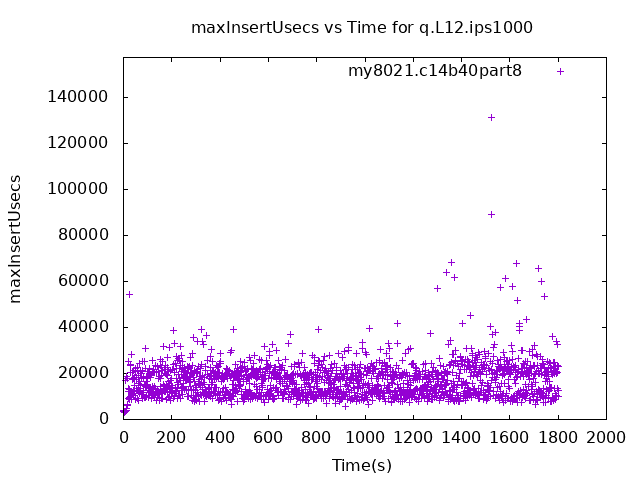 maxInsertUsecs vs Time for q.L12.ips1000
my8021.c14b40part8
140000
120000
100000
80000
60000
40000
20000
0
maxInsertUsecs
0 200 400 600 800 1000 1200 1400 1600 1800 2000
Time(s)